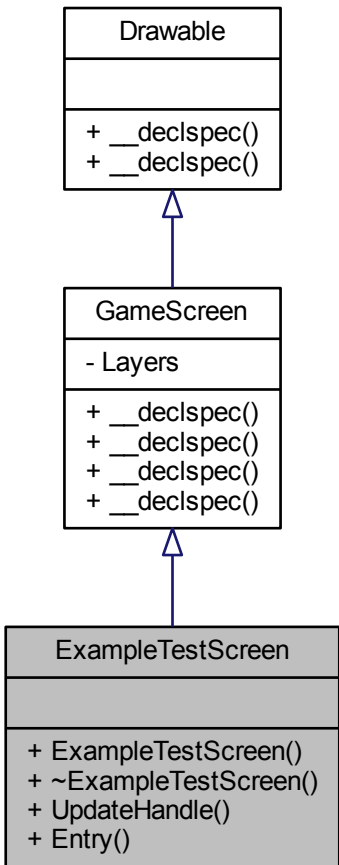 Drawable
+ __declspec()
+ __declspec()
GameScreen
- Layers
+ __declspec()
+ __declspec()
+ __declspec()
+ __declspec()
ExampleTestScreen
+ ExampleTestScreen()
+ ~ExampleTestScreen()
+ UpdateHandle()
+ Entry()